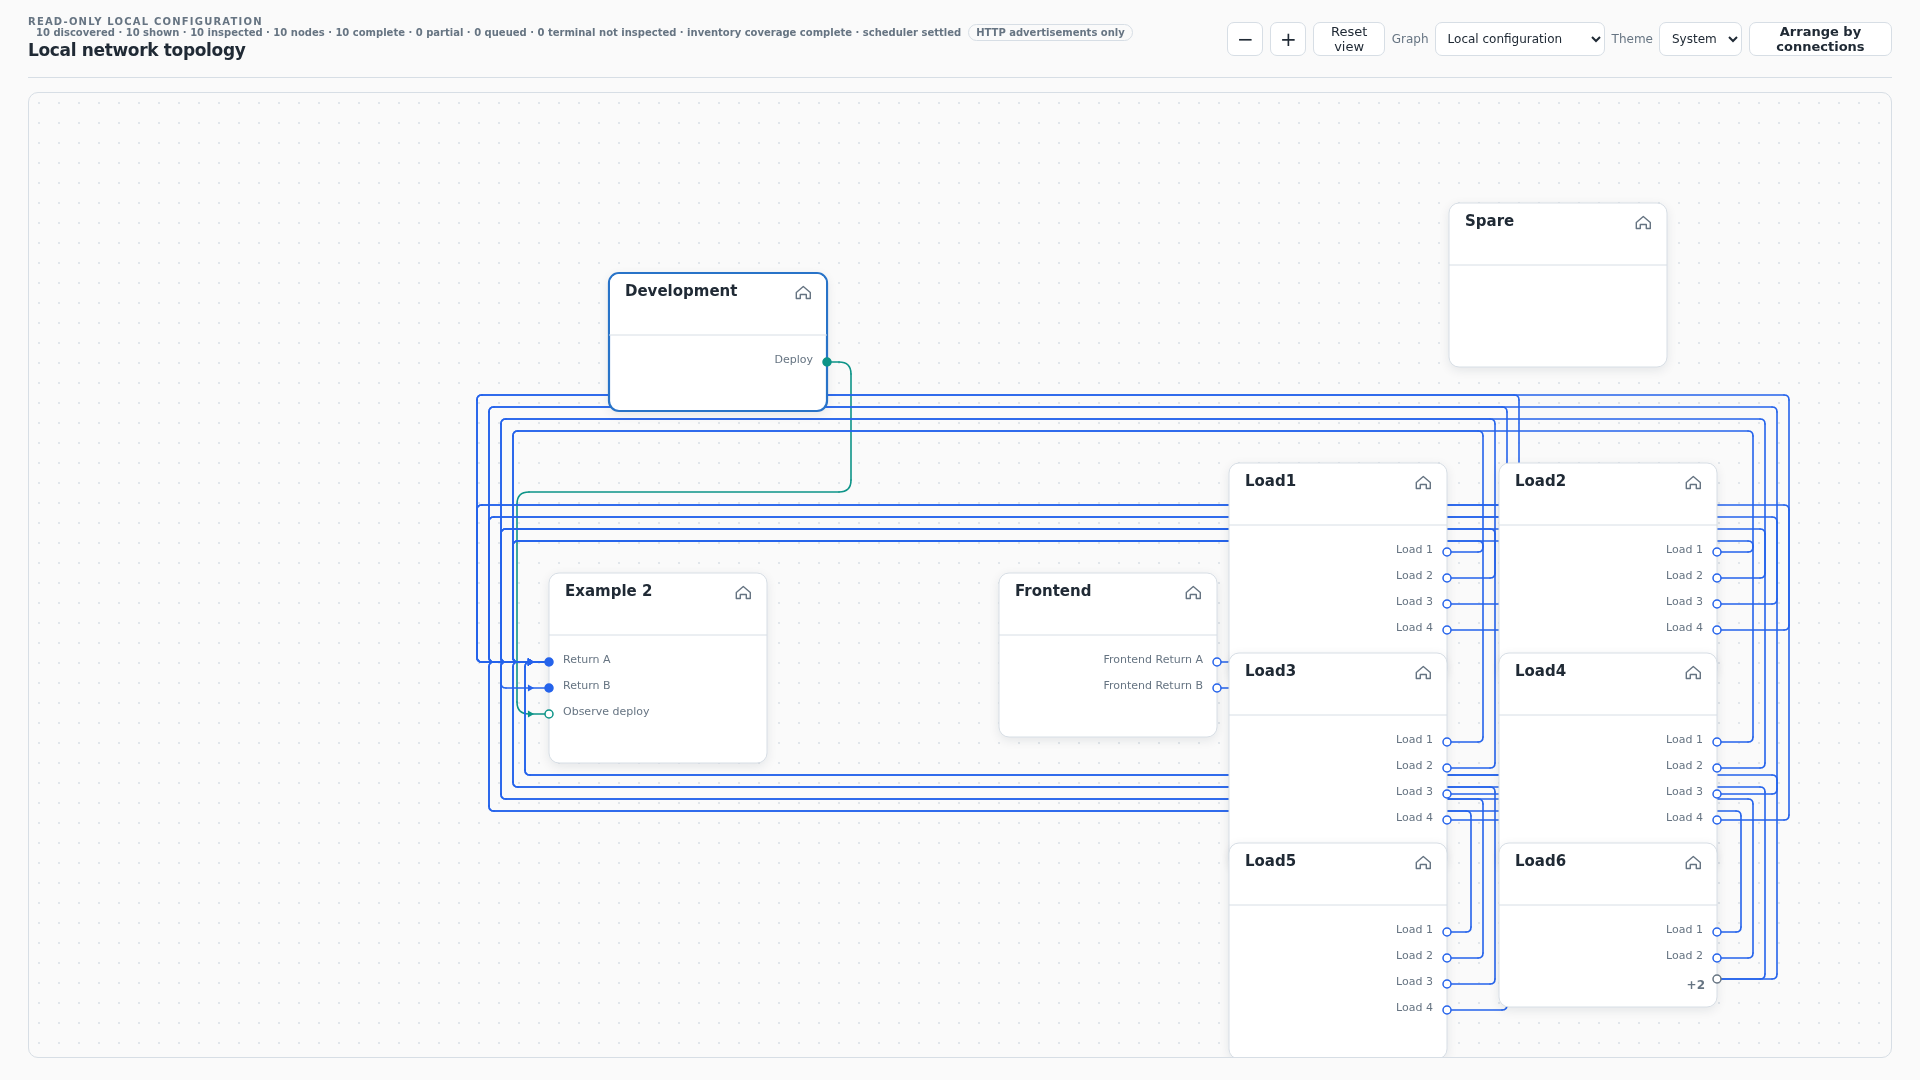 READ-ONLY LOCAL CONFIGURATION
10 discovered · 10 shown · 10 inspected · 10 nodes · 10 complete · 0 partial · 0 queued · 0 terminal not inspected · inventory coverage complete · scheduler settled
HTTP advertisements only
Local network topology
−
+
Reset view
Graph
Local configuration
Theme
System
Arrange by connections
Spare
Development
Deploy
Load1
Load 1
Load 2
Load 3
Load 4
Load2
Load 1
Load 2
Load 3
Load 4
Example 2
Return A
Return B
Observe deploy
Frontend
Frontend Return A
Frontend Return B
Load3
Load 1
Load 2
Load 3
Load 4
Load4
Load 1
Load 2
Load 3
Load 4
Load5
Load 1
Load 2
Load 3
Load 4
Load6
Load 1
Load 2
+2